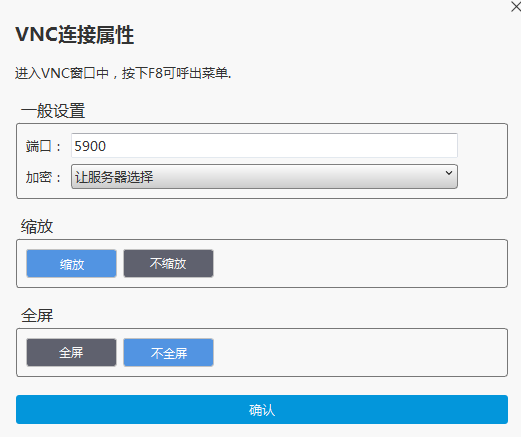 VNC连接属性
进入VNC窗口中，按下F8可呼出菜单.
一般设置
端口： 5900
加密： 让服务器选择
缩放
缩放 不缩放
全屏
全屏 不全屏
确认